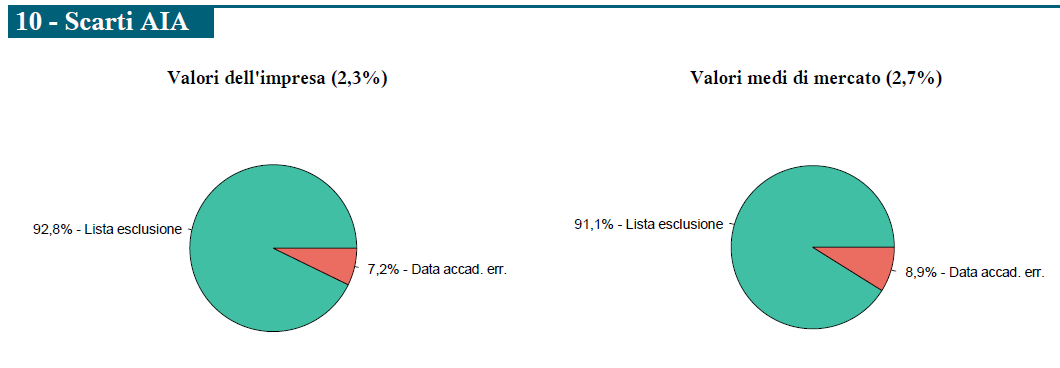 10 - Scarti AIA
Valori dell'impresa (2,3%)
Valori medi di mercato (2,7%)
92,8% - Lista esclusione
7,2% - Data accad. err.
91,1% - Lista esclusione
8,9% - Data accad. err.